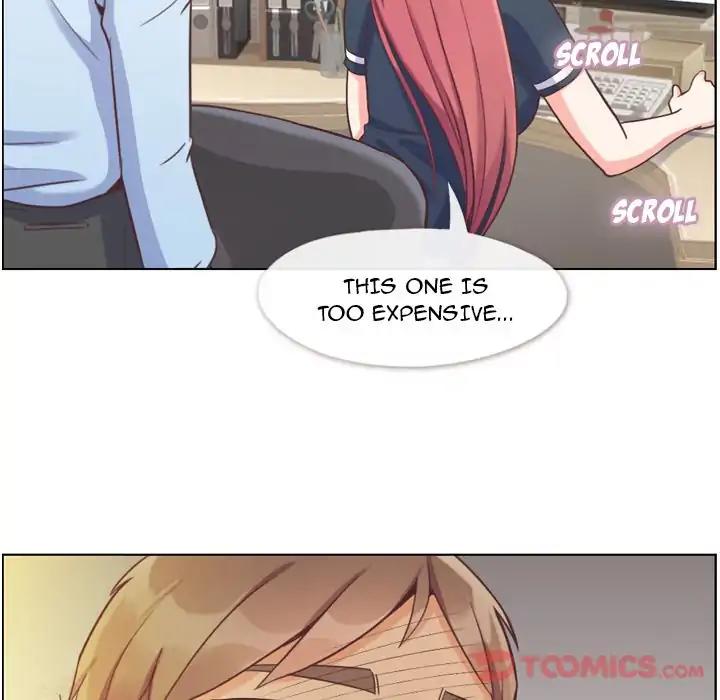 SCROLL
SCROLL
THIS ONE IS
TOO EXPENSIVE...
TOOMICS.COM